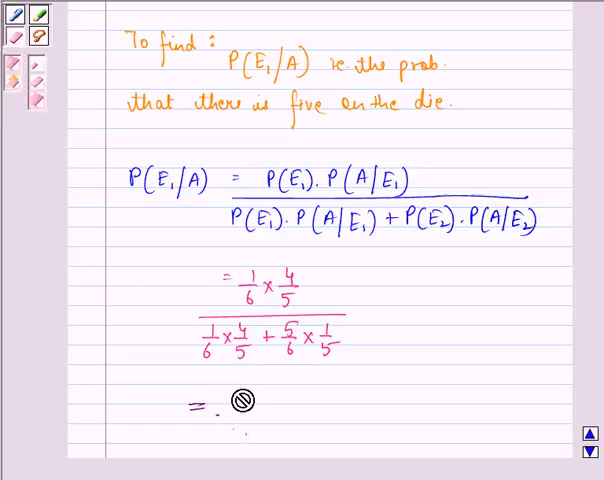 To find :
P(E₁/A) ie. the prob.
that there is five on the die.
P(E₁/A) = P(E₁). P(A/E₁)
P(E₁). P(A/E₁) + P(E₂). P(A/E₂)
= 1/6 × 4/5
1/6 × 4/5 + 5/6 × 1/5
=